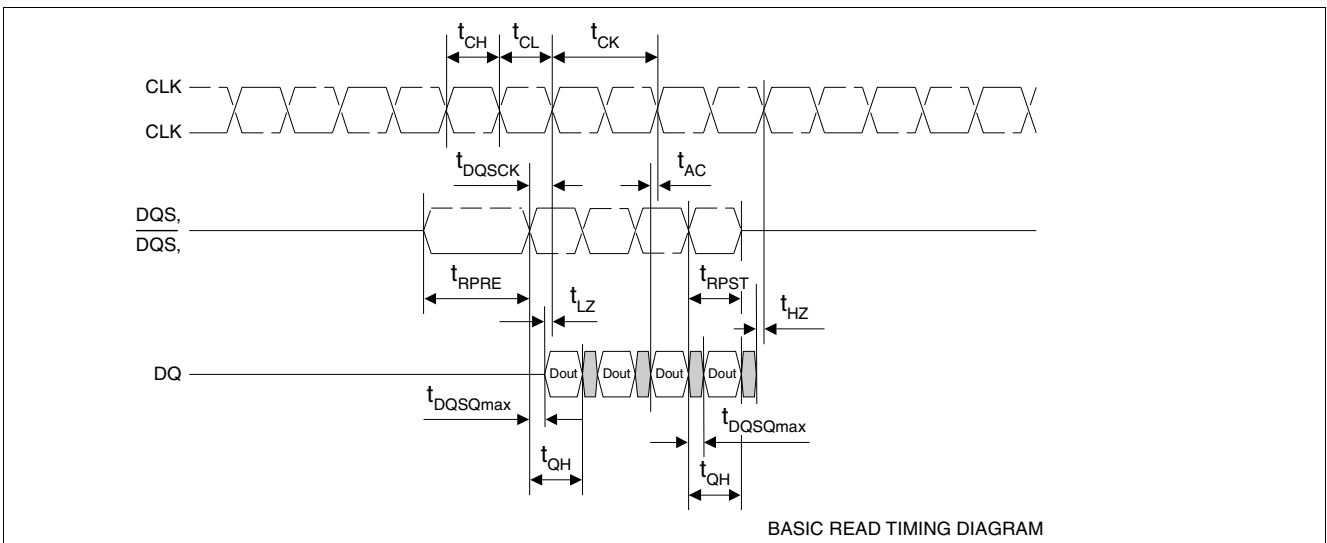 tCH tCL tCK
CLK
CLK
tDQSCK tAC
DQS,
DQS,
tRPRE tRPST
tLZ tHZ
DQ Dout Dout Dout Dout
tDQSQmax
tDQSQmax
tQH
tQH
BASIC READ TIMING DIAGRAM